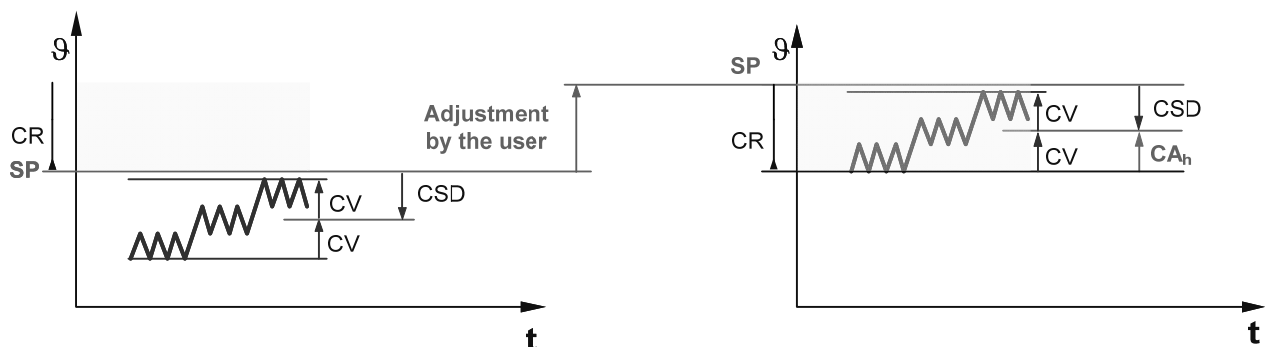 ϑ
CR
SP
CV
CSD
CV
t
Adjustment
by the user
SP
ϑ
CR
CV
CSD
CV
CAh
t